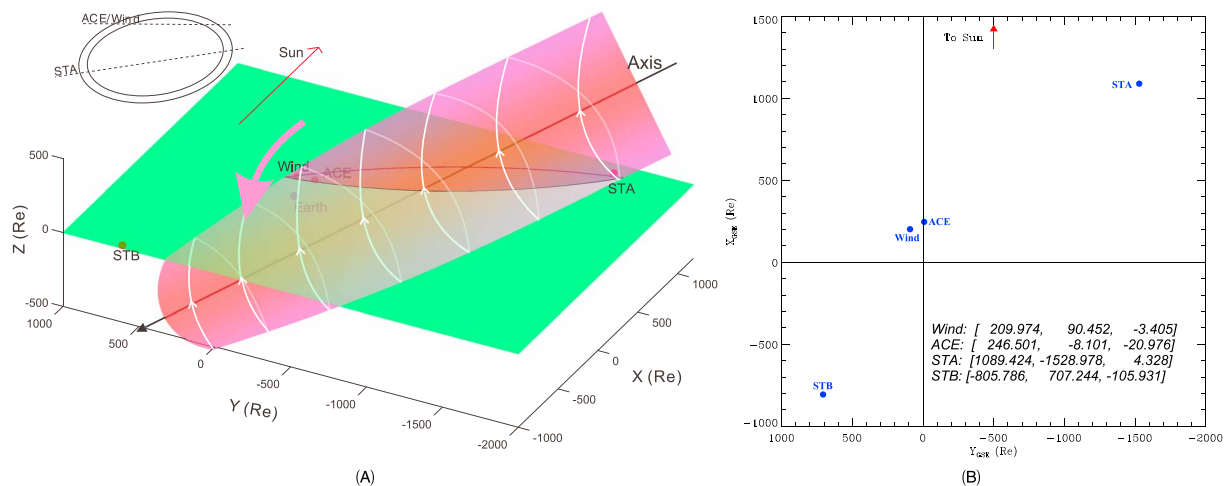 ACE/Wind
STA
Sun
Axis
Wind
ACE
Earth
STA
STB
500
0
-500
Z (Re)
1000
500
0
-500
-1000
-1500
-2000
Y (Re)
-1000
-500
0
500
1000
X (Re)
(A)
1500
1000
500
0
-500
-1000
X_GSE (Re)
To Sun
STA
ACE
Wind
STB
Wind: [ 209.974, 90.452, -3.405]
ACE: [ 246.501, -8.101, -20.976]
STA: [1089.424, -1528.978, 4.328]
STB: [-805.786, 707.244, -105.931]
1000
500
0
-500
-1000
-1500
-2000
Y_GSE (Re)
(B)